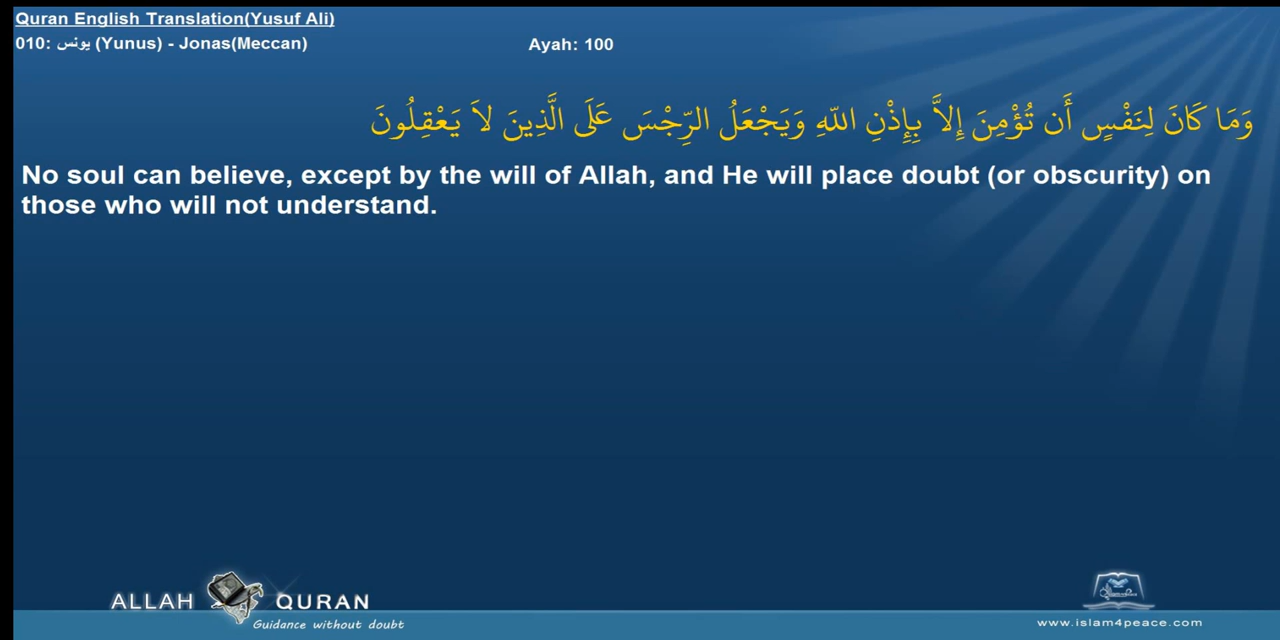 Quran English Translation(Yusuf Ali)
010: يونس (Yunus) - Jonas(Meccan)
Ayah: 100
وَمَا كَانَ لِنَفْسٍ أَن تُؤْمِنَ إِلاَّ بِإِذْنِ اللّهِ وَيَجْعَلُ الرِّجْسَ عَلَى الَّذِينَ لاَ يَعْقِلُونَ
No soul can believe, except by the will of Allah, and He will place doubt (or obscurity) on
those who will not understand.
ALLAH QURAN
Guidance without doubt
www.islam4peace.com